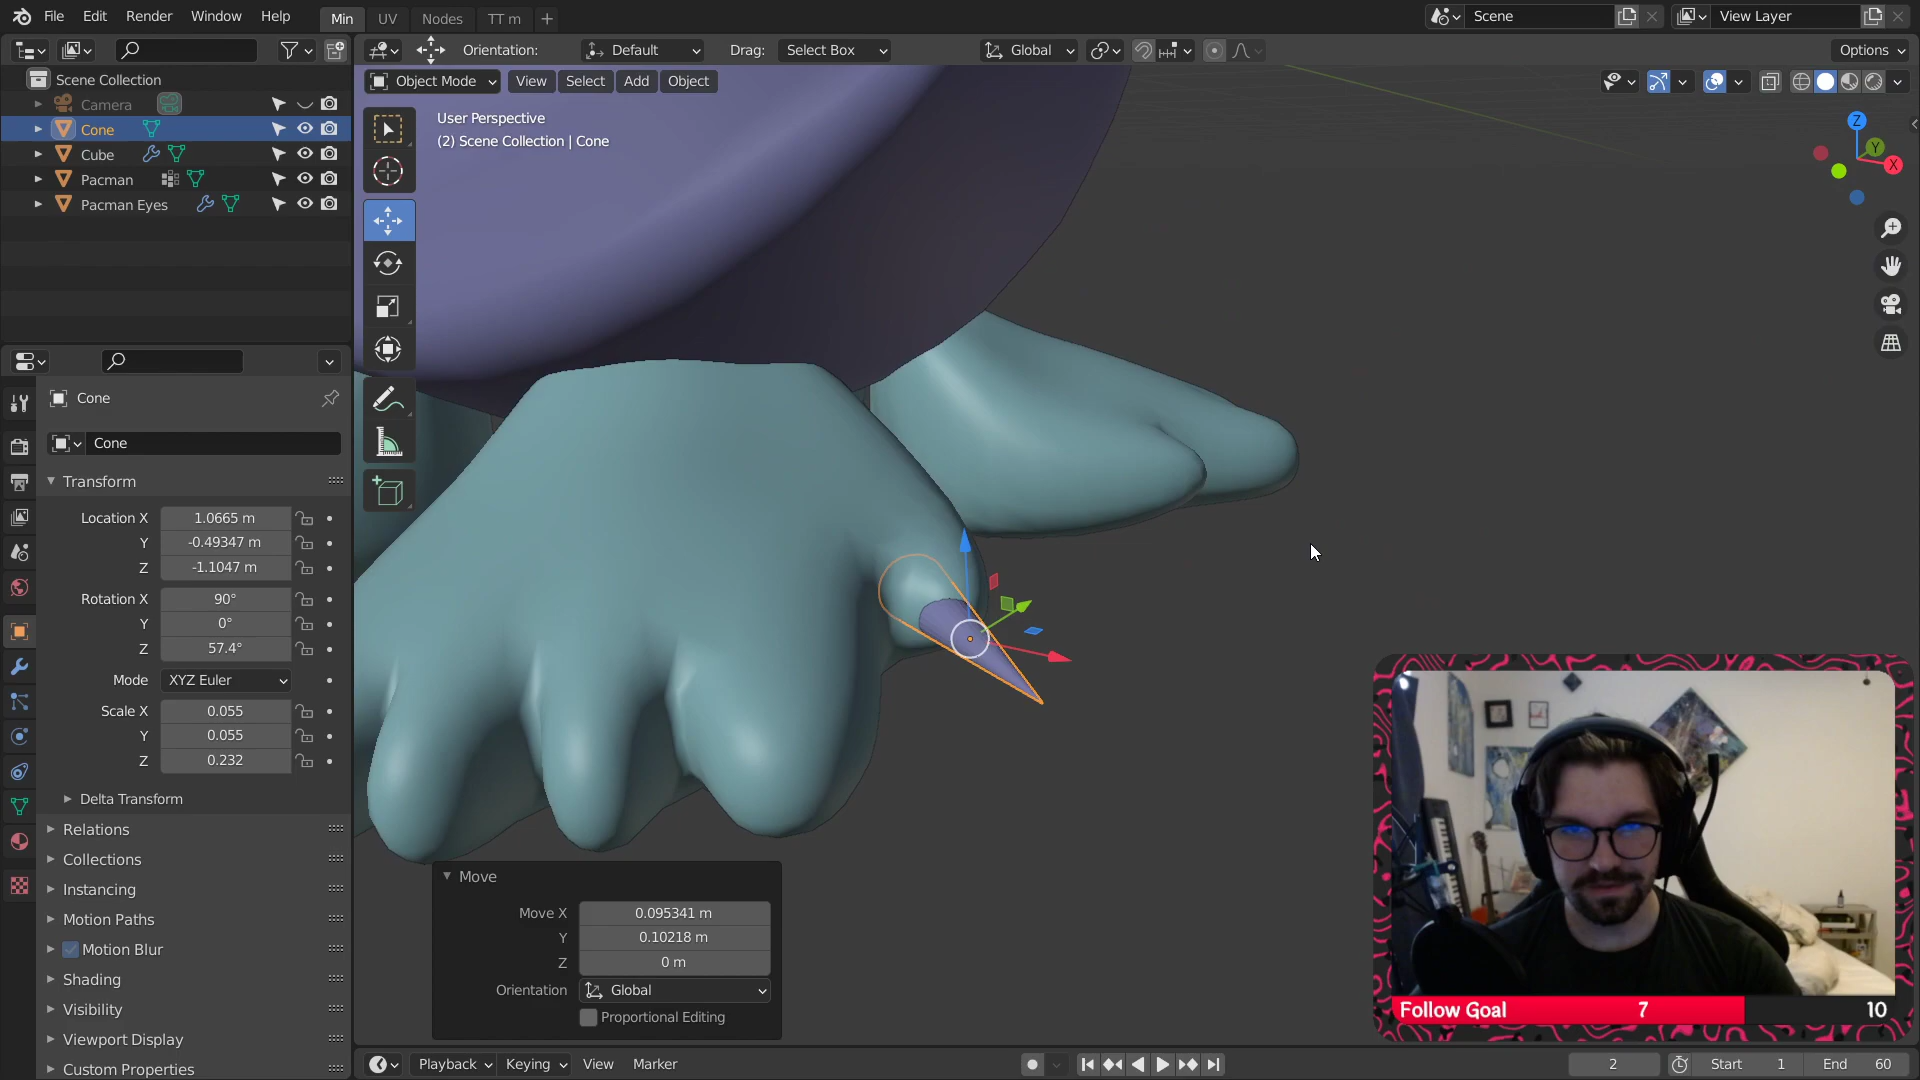 File Edit Render Window Help Min UV Nodes TT m + Scene View Layer
Orientation: Default Drag: Select Box Global Options
Scene Collection
Camera
Cone
Cube
Pacman
Pacman Eyes
Object Mode View Select Add Object
User Perspective
(2) Scene Collection | Cone
Z
Y
X
Cone
Cone
Transform
Location X 1.0665 m
Y -0.49347 m
Z -1.1047 m
Rotation X 90°
Y 0°
Z 57.4°
Mode XYZ Euler
Scale X 0.055
Y 0.055
Z 0.232
Delta Transform
Relations
Collections
Instancing
Motion Paths
Motion Blur
Shading
Visibility
Viewport Display
Custom Properties
Move
Move X 0.095341 m
Y 0.10218 m
Z 0 m
Orientation Global
Proportional Editing
Follow Goal 7 10
Playback Keying View Marker 2 Start 1 End 60